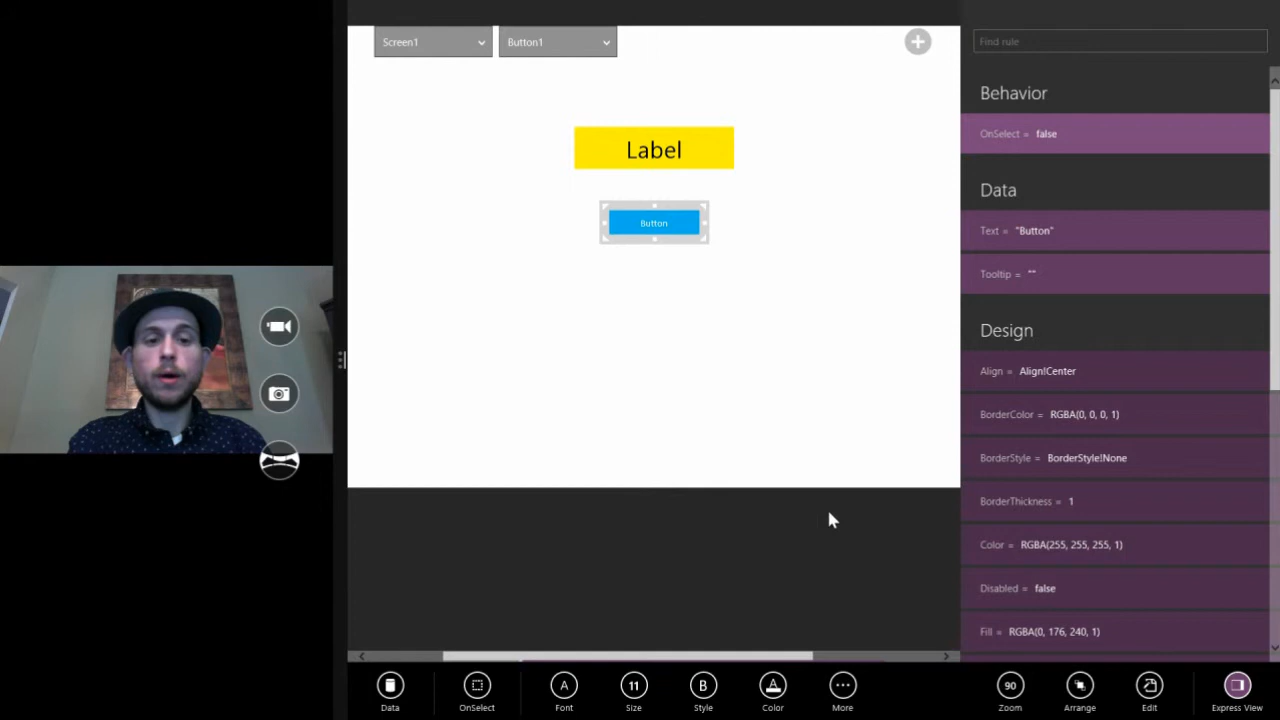 Screen1
Button1
Label
Button
Find rule
Behavior
OnSelect = false
Data
Text = "Button"
Tooltip = ""
Design
Align = Align!Center
BorderColor = RGBA(0, 0, 0, 1)
BorderStyle = BorderStyle!None
BorderThickness = 1
Color = RGBA(255, 255, 255, 1)
Disabled = false
Fill = RGBA(0, 176, 240, 1)
Data
OnSelect
A
Font
11
Size
B
Style
A
Color
More
90
Zoom
Arrange
Edit
Express View